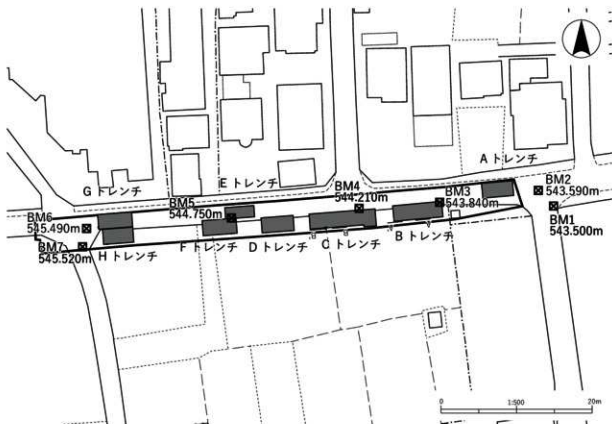 A トレンチ
G トレンチ
E トレンチ
BM2
543.590m
BM4
544.210m
BM3
543.840m
BM5
544.750m
BM1
543.500m
BM6
545.490m
BM7
545.520m
H トレンチ
F トレンチ
D トレンチ
C トレンチ
B トレンチ
0
1:500
20m